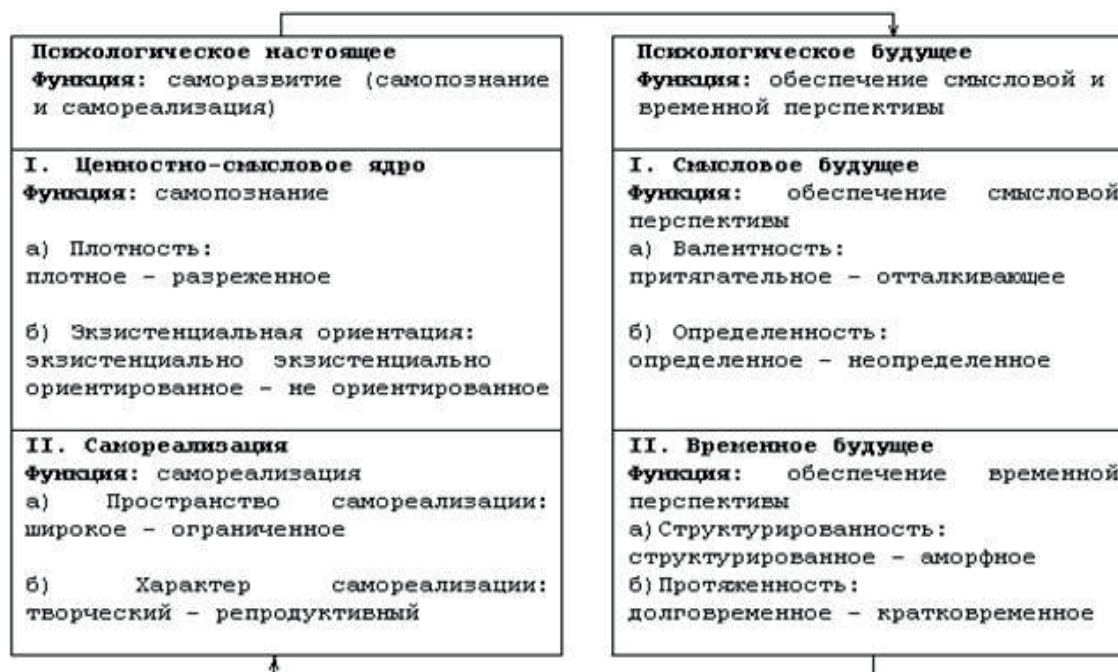 Психологическое настоящее
Функция: саморазвитие (самопознание
и самореализация)
I. Ценностно-смысловое ядро
Функция: самопознание
а) Плотность:
плотное – разреженное
б) Экзистенциальная ориентация:
экзистенциально экзистенциально
ориентированное – не ориентированное
II. Самореализация
Функция: самореализация
а) Пространство самореализации:
широкое – ограниченное
б) Характер самореализации:
творческий – репродуктивный
Психологическое будущее
Функция: обеспечение смысловой и
временной перспективы
I. Смысловое будущее
Функция: обеспечение смысловой
перспективы
а) Валентность:
притягательное – отталкивающее
б) Определенность:
определенное – неопределенное
II. Временное будущее
Функция: обеспечение временной
перспективы
а)Структурированность:
структурированное – аморфное
б)Протяженность:
долговременное – кратковременное